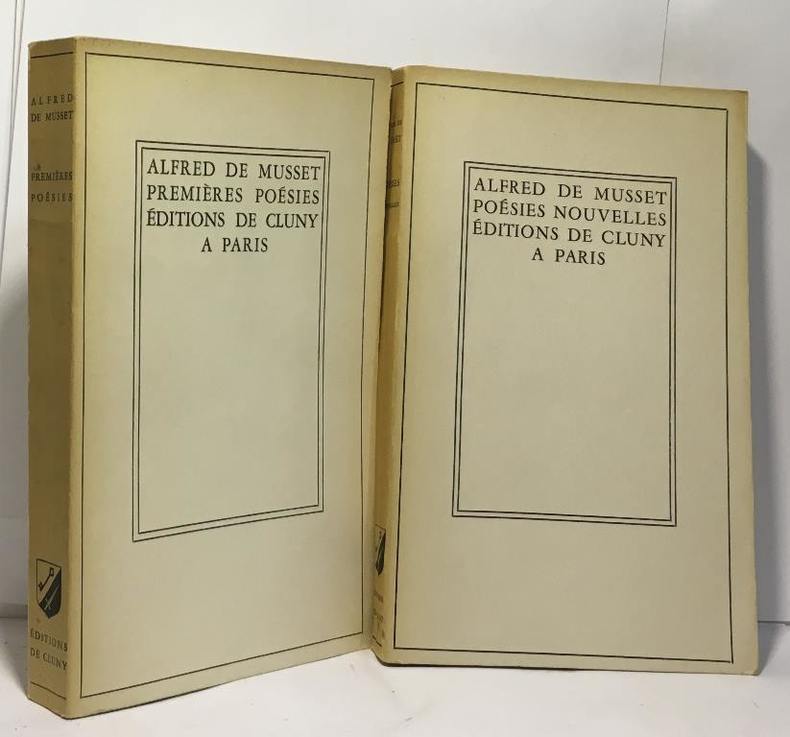 ALFRED
DE MUSSET
PREMIÈRES
POÉSIES
ÉDITIONS
DE CLUNY
ALFRED DE MUSSET
PREMIÈRES POÉSIES
ÉDITIONS DE CLUNY
A PARIS
ALFRED DE MUSSET
POÉSIES NOUVELLES
ÉDITIONS DE CLUNY
A PARIS